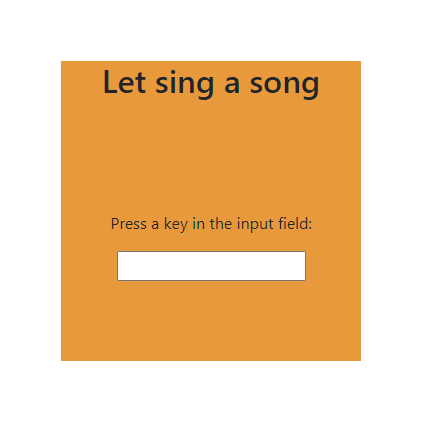 Let sing a song
Press a key in the input field: